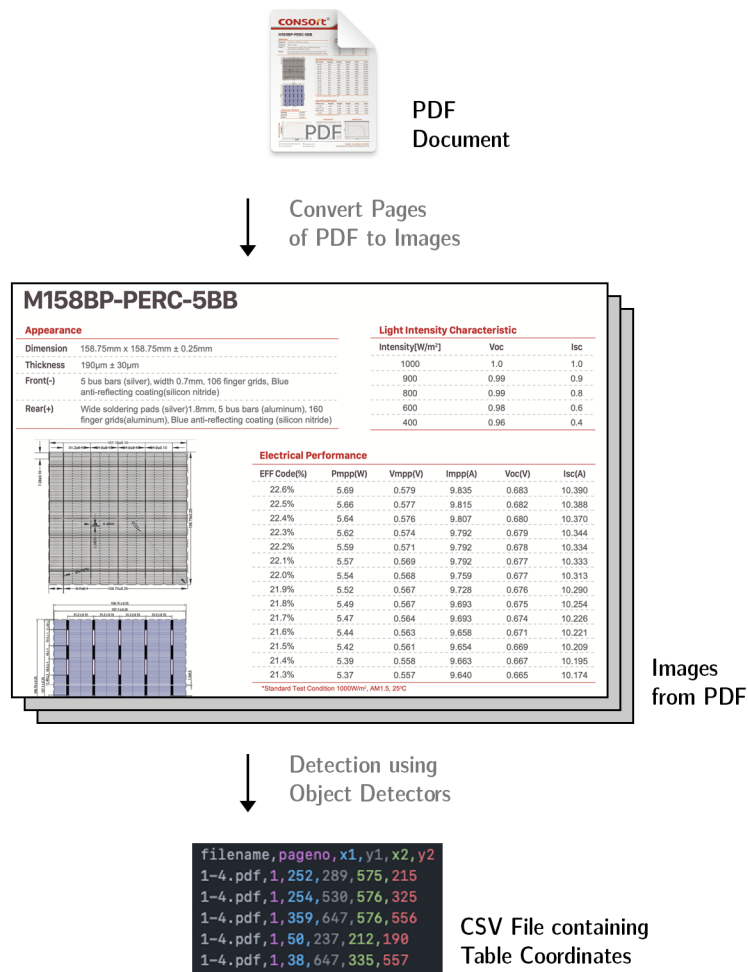 CONSORT
M158BP-PERC-5BB
PDF
PDF
Document
Convert Pages
of PDF to Images
M158BP-PERC-5BB
Appearance
Dimension 158.75mm x 158.75mm ± 0.25mm
Thickness 190μm ± 30μm
Front(-) 5 bus bars (silver), width 0.7mm, 106 finger grids, Blue
anti-reflecting coating(silicon nitride)
Rear(+) Wide soldering pads (silver)1.8mm, 5 bus bars (aluminum), 160
finger grids(aluminum), Blue anti-reflecting coating (silicon nitride)
Light Intensity Characteristic
Intensity[W/m²] Voc Isc
1000 1.0 1.0
900 0.99 0.9
800 0.99 0.8
600 0.98 0.6
400 0.96 0.4
Electrical Performance
EFF Code(%) Pmpp(W) Vmpp(V) Impp(A) Voc(V) Isc(A)
22.6% 5.69 0.579 9.835 0.683 10.390
22.5% 5.66 0.577 9.815 0.682 10.388
22.4% 5.64 0.576 9.807 0.680 10.370
22.3% 5.62 0.574 9.792 0.679 10.344
22.2% 5.59 0.571 9.792 0.678 10.334
22.1% 5.57 0.569 9.792 0.677 10.333
22.0% 5.54 0.568 9.759 0.677 10.313
21.9% 5.52 0.567 9.728 0.676 10.290
21.8% 5.49 0.567 9.693 0.675 10.254
21.7% 5.47 0.564 9.693 0.674 10.226
21.6% 5.44 0.563 9.658 0.671 10.221
21.5% 5.42 0.561 9.654 0.669 10.209
21.4% 5.39 0.558 9.663 0.667 10.195
21.3% 5.37 0.557 9.640 0.665 10.174
*Standard Test Condition 1000W/m², AM1.5, 25°C
Images
from PDF
Detection using
Object Detectors
filename,pageno,x1,y1,x2,y2
1-4.pdf,1,252,289,575,215
1-4.pdf,1,254,530,576,325
1-4.pdf,1,359,647,576,556
1-4.pdf,1,50,237,212,190
1-4.pdf,1,38,647,335,557
CSV File containing
Table Coordinates